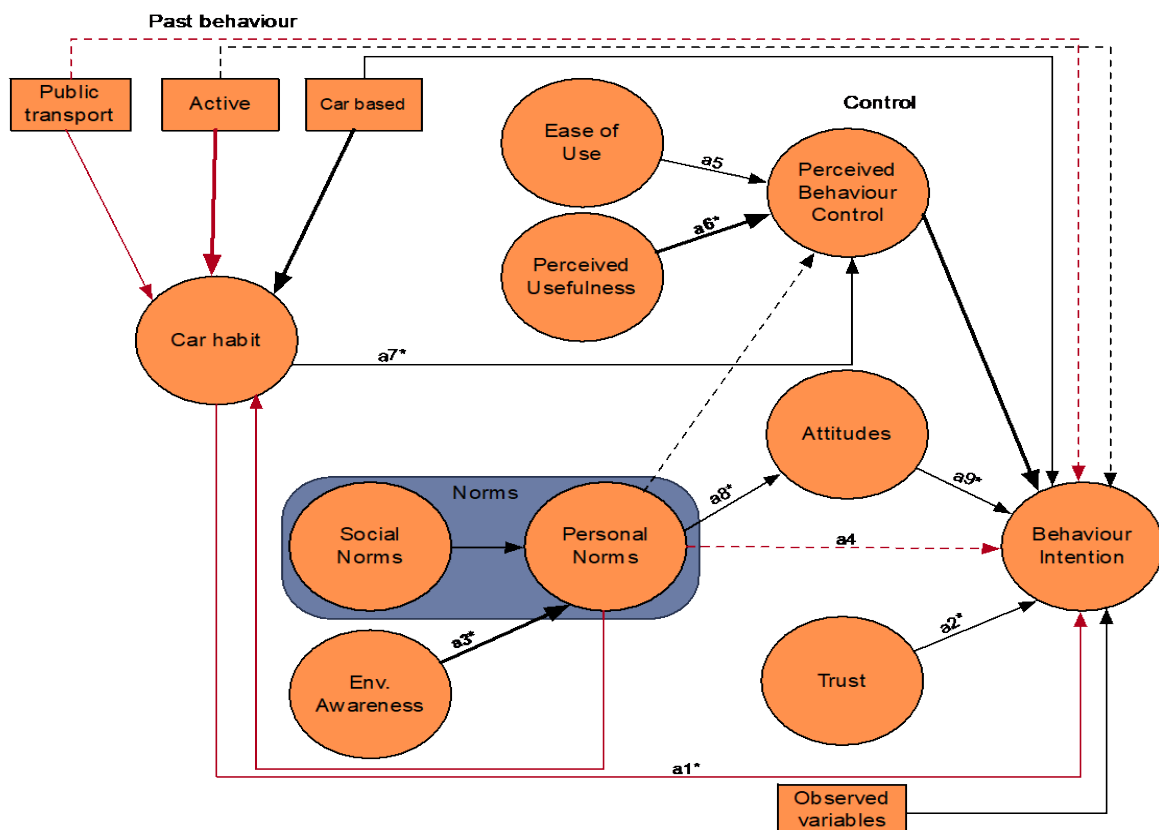 Past behaviour
Public
transport
Active
Car based
Control
Ease of
Use
a5
Perceived
Behaviour
Control
a6*
Perceived
Usefulness
Car habit
a7*
Attitudes
a9*
Norms
a8*
Social
Norms
Personal
Norms
a4
Behaviour
Intention
a3*
a2*
Env.
Awareness
Trust
a1*
Observed
variables